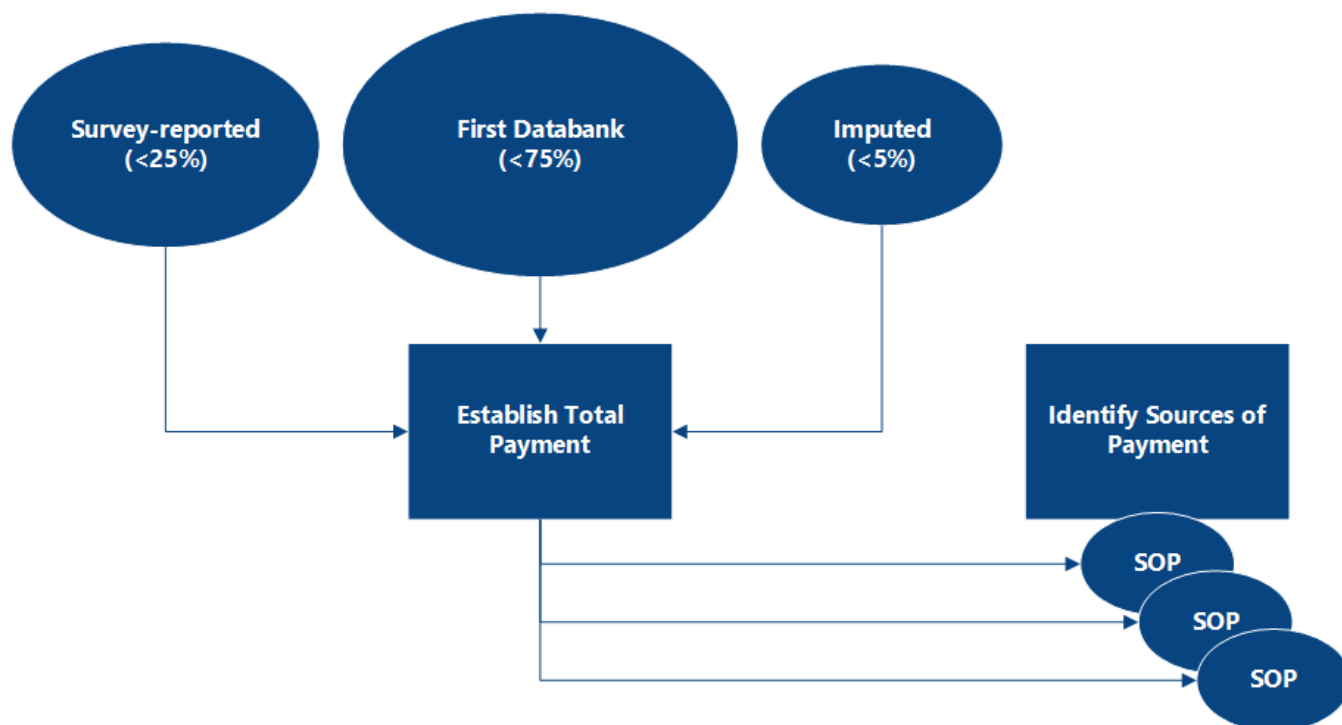 Survey-reported
(<25%)
First Databank
(<75%)
Imputed
(<5%)
Establish Total
Payment
Identify Sources of
Payment
SOP
SOP
SOP